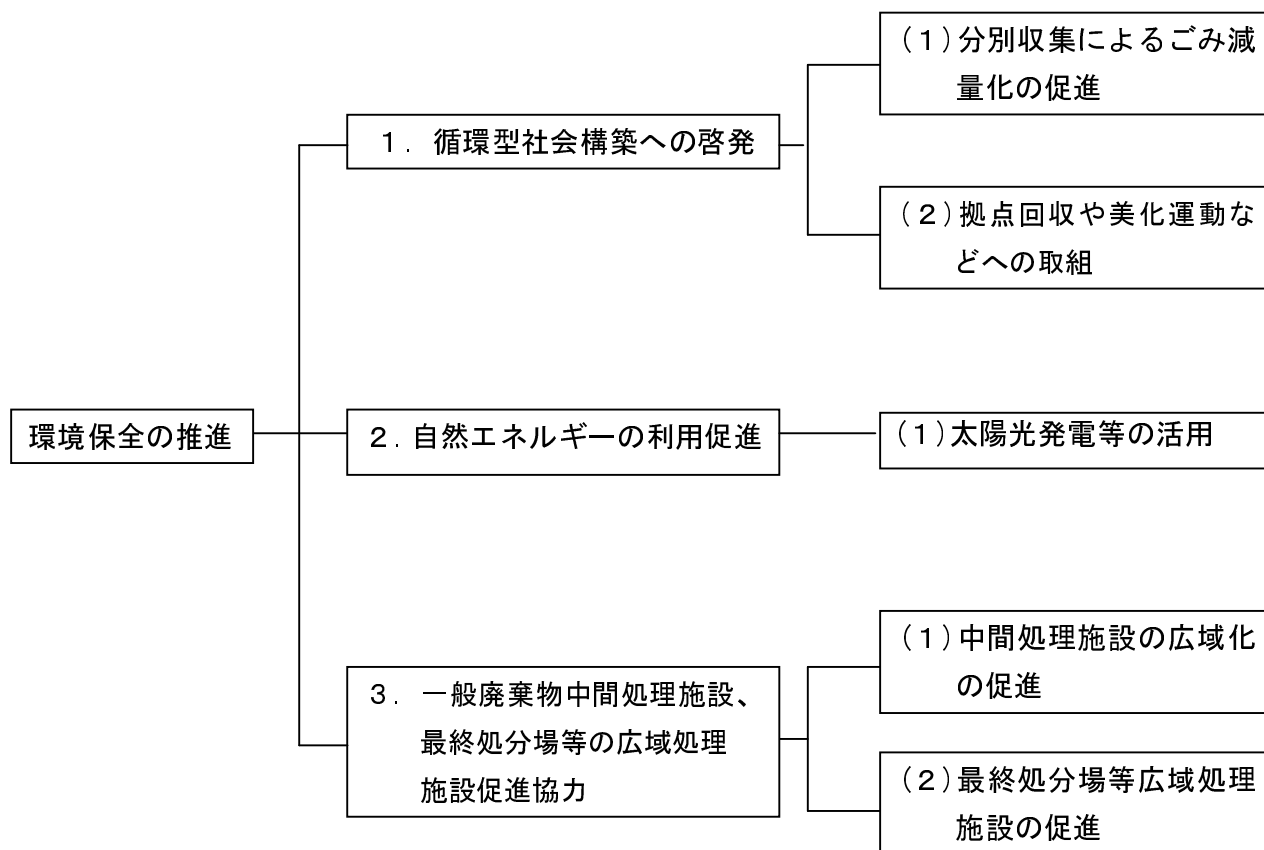 環境保全の推進
１．循環型社会構築への啓発
（１）分別収集によるごみ減
量化の促進
（２）拠点回収や美化運動な
どへの取組
２．自然エネルギーの利用促進
（１）太陽光発電等の活用
３．一般廃棄物中間処理施設、
最終処分場等の広域処理
施設促進協力
（１）中間処理施設の広域化
の促進
（２）最終処分場等広域処理
施設の促進